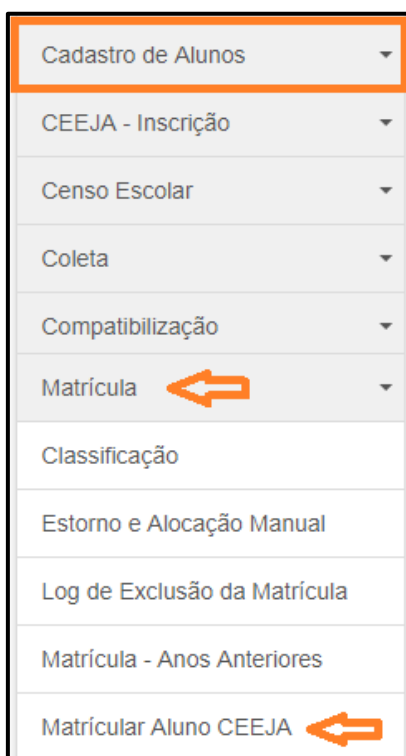 Cadastro de Alunos
CEEJA - Inscrição
Censo Escolar
Coleta
Compatibilização
Matrícula
Classificação
Estorno e Alocação Manual
Log de Exclusão da Matrícula
Matrícula - Anos Anteriores
Matrícular Aluno CEEJA